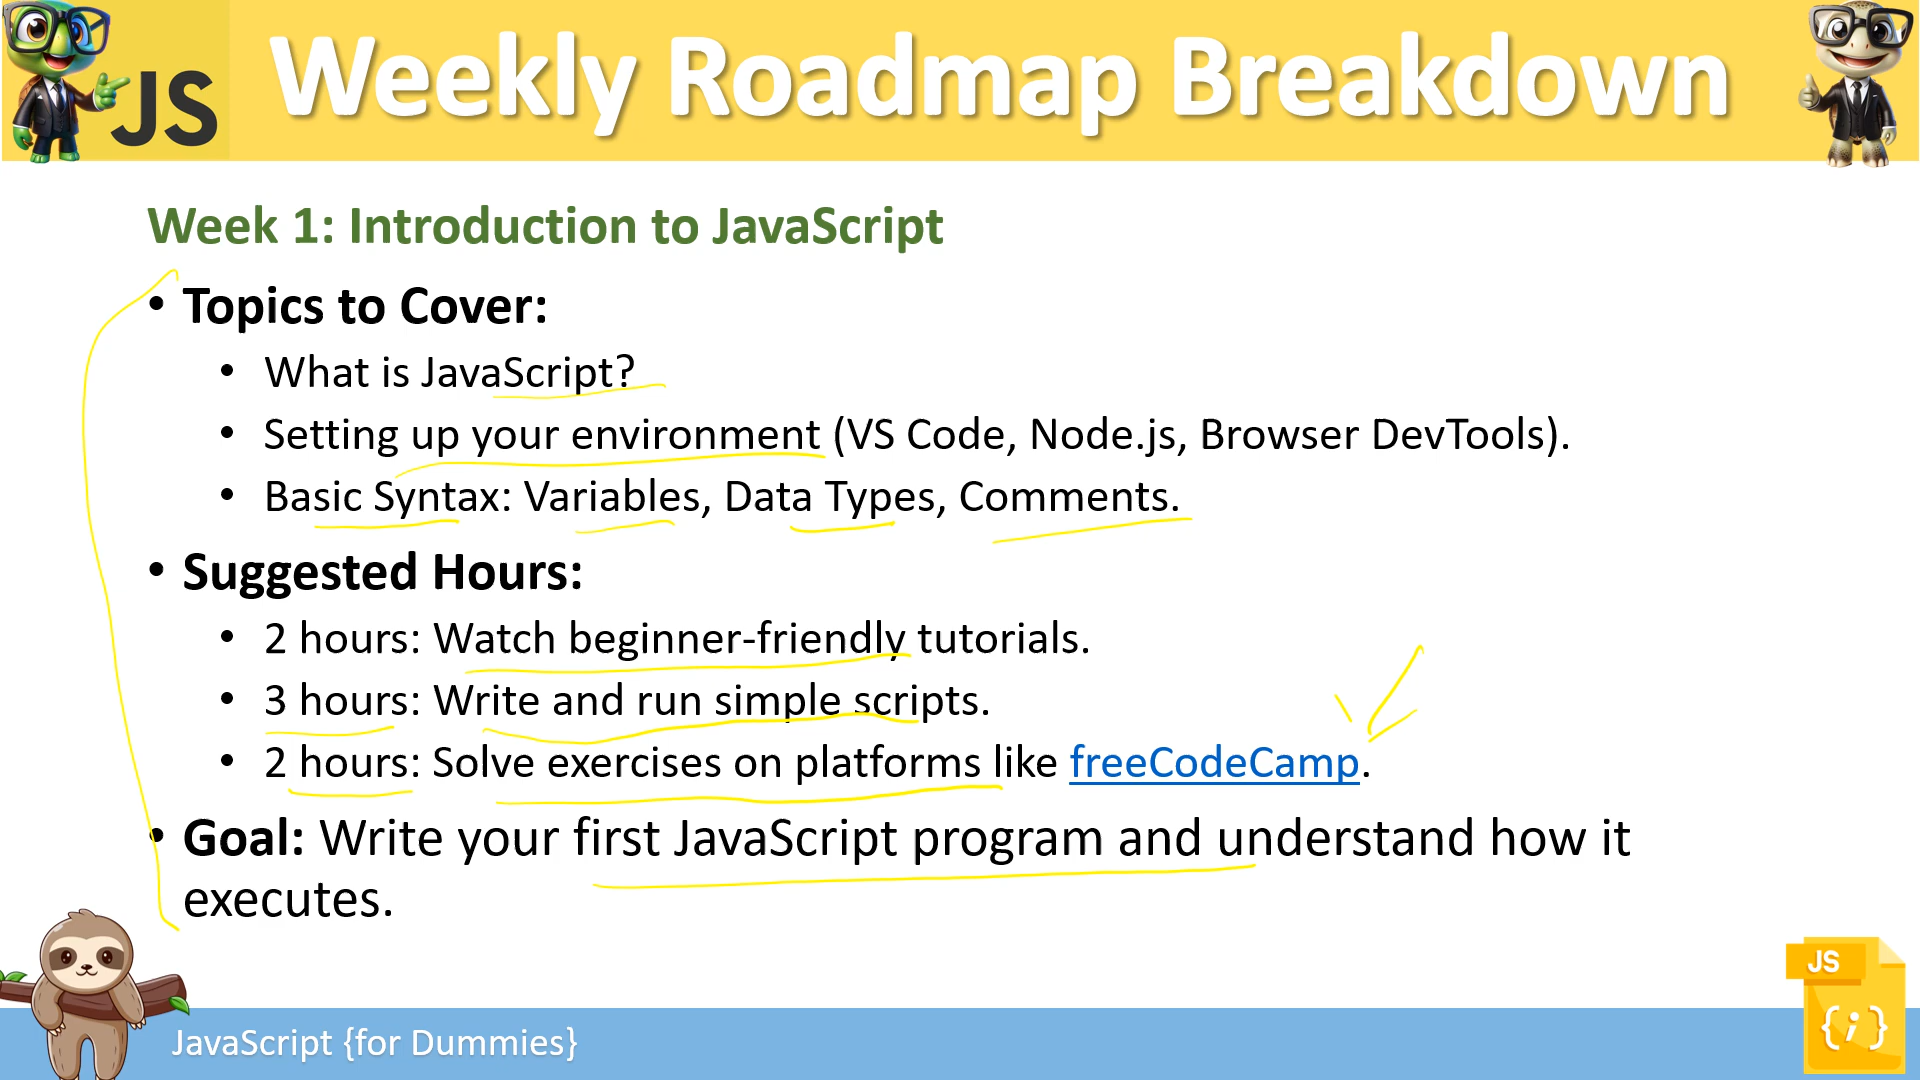 JS
Weekly Roadmap Breakdown
Week 1: Introduction to JavaScript
• Topics to Cover:
• What is JavaScript?
• Setting up your environment (VS Code, Node.js, Browser DevTools).
• Basic Syntax: Variables, Data Types, Comments.
• Suggested Hours:
• 2 hours: Watch beginner-friendly tutorials.
• 3 hours: Write and run simple scripts.
• 2 hours: Solve exercises on platforms like freeCodeCamp.
• Goal: Write your first JavaScript program and understand how it
executes.
JS
{;}
JavaScript {for Dummies}